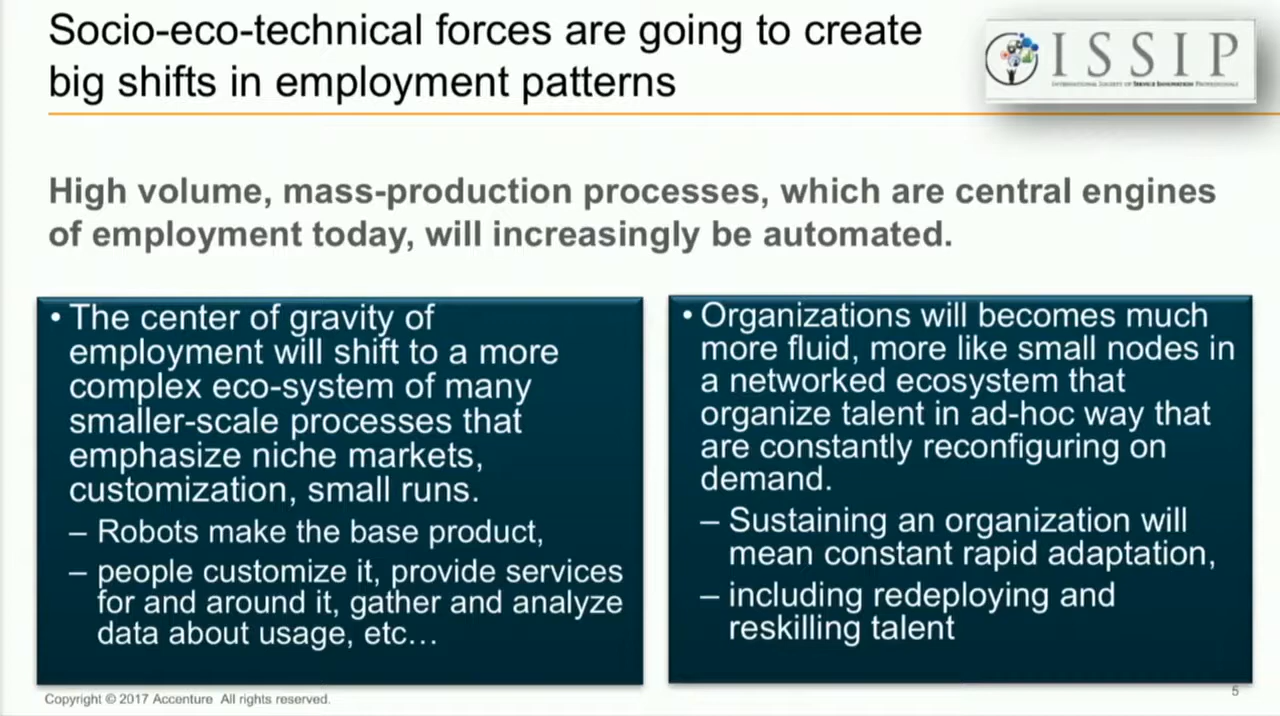 Socio-eco-technical forces are going to create
big shifts in employment patterns
ISSIP
INTERNATIONAL SOCIETY OF SERVICE INNOVATION PROFESSIONALS
High volume, mass-production processes, which are central engines
of employment today, will increasingly be automated.
• The center of gravity of
employment will shift to a more
complex eco-system of many
smaller-scale processes that
emphasize niche markets,
customization, small runs.
– Robots make the base product,
– people customize it, provide services
for and around it, gather and analyze
data about usage, etc…
• Organizations will becomes much
more fluid, more like small nodes in
a networked ecosystem that
organize talent in ad-hoc way that
are constantly reconfiguring on
demand.
– Sustaining an organization will
mean constant rapid adaptation,
– including redeploying and
reskilling talent
Copyright © 2017 Accenture All rights reserved.
5